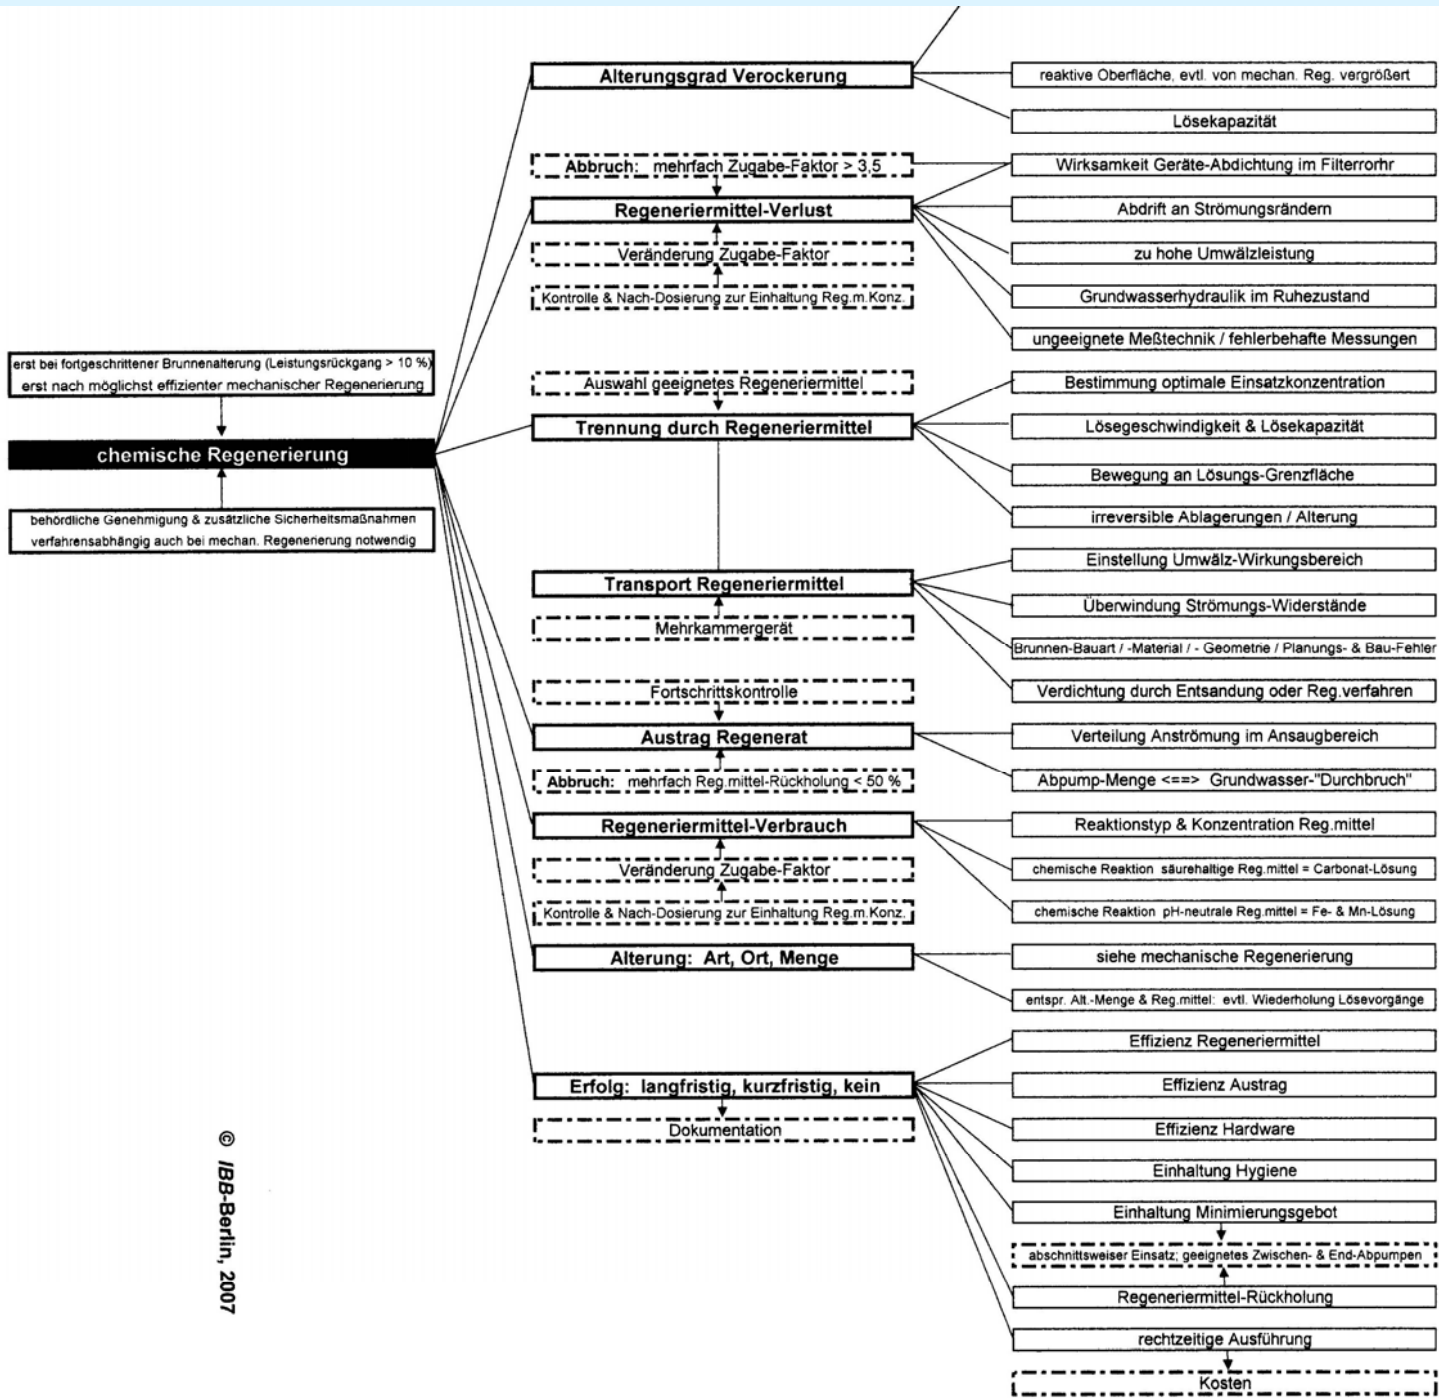 erst bei fortgeschrittener Brunnenalterung (Leistungsrückgang > 10 %)
erst nach möglichst effizienter mechanischer Regenerierung
chemische Regenerierung
behördliche Genehmigung & zusätzliche Sicherheitsmaßnahmen
verfahrensabhängig auch bei mechan. Regenerierung notwendig
© IBB-Berlin, 2007
Alterungsgrad Verockerung
Abbruch: mehrfach Zugabe-Faktor > 3,5
Regeneriermittel-Verlust
Veränderung Zugabe-Faktor
Kontrolle & Nach-Dosierung zur Einhaltung Reg.m.Konz.
Auswahl geeignetes Regeneriermittel
Trennung durch Regeneriermittel
Transport Regeneriermittel
Mehrkammergerät
Fortschrittskontrolle
Austrag Regenerat
Abbruch: mehrfach Reg.mittel-Rückholung < 50 %
Regeneriermittel-Verbrauch
Veränderung Zugabe-Faktor
Kontrolle & Nach-Dosierung zur Einhaltung Reg.m.Konz.
Alterung: Art, Ort, Menge
Erfolg: langfristig, kurzfristig, kein
Dokumentation
reaktive Oberfläche, evtl. von mechan. Reg. vergrößert
Lösekapazität
Wirksamkeit Geräte-Abdichtung im Filterrorhr
Abdrift an Strömungsrändern
zu hohe Umwälzleistung
Grundwasserhydraulik im Ruhezustand
ungeeignete Meßtechnik / fehlerbehafte Messungen
Bestimmung optimale Einsatzkonzentration
Lösegeschwindigkeit & Lösekapazität
Bewegung an Lösungs-Grenzfläche
irreversible Ablagerungen / Alterung
Einstellung Umwälz-Wirkungsbereich
Überwindung Strömungs-Widerstände
Brunnen-Bauart / -Material / - Geometrie / Planungs- & Bau-Fehler
Verdichtung durch Entsandung oder Reg.verfahren
Verteilung Anströmung im Ansaugbereich
Abpump-Menge <==> Grundwasser-"Durchbruch"
Reaktionstyp & Konzentration Reg.mittel
chemische Reaktion säurehaltige Reg.mittel = Carbonat-Lösung
chemische Reaktion pH-neutrale Reg.mittel = Fe- & Mn-Lösung
siehe mechanische Regenerierung
entspr. Alt.-Menge & Reg.mittel: evtl. Wiederholung Lösevorgänge
Effizienz Regeneriermittel
Effizienz Austrag
Effizienz Hardware
Einhaltung Hygiene
Einhaltung Minimierungsgebot
abschnittsweiser Einsatz; geeignetes Zwischen- & End-Abpumpen
Regeneriermittel-Rückholung
rechtzeitige Ausführung
Kosten